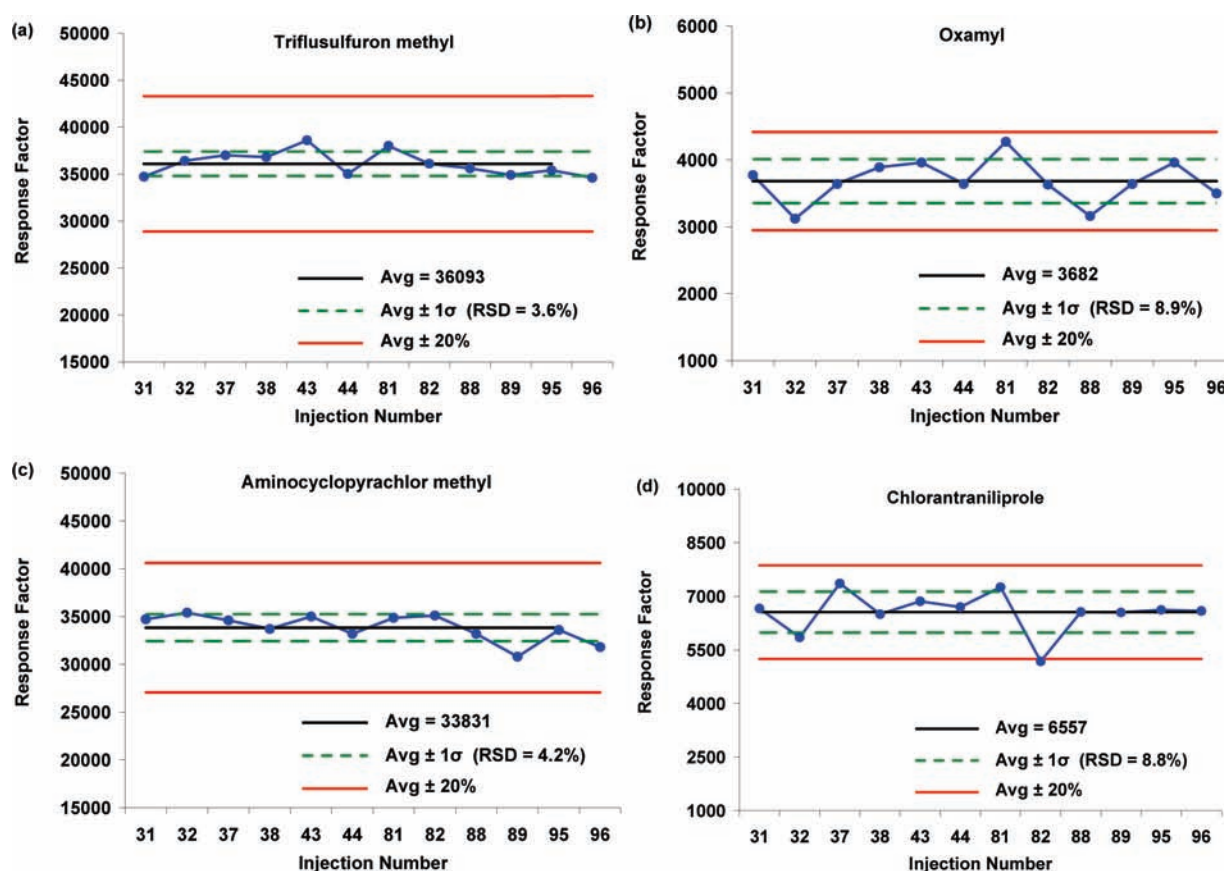 (a)
Triflusulfuron methyl
Response Factor
50000
45000
40000
35000
30000
25000
20000
15000
31 32 37 38 43 44 81 82 88 89 95 96
Injection Number
Avg = 36093
Avg ± 1σ (RSD = 3.6%)
Avg ± 20%
(b)
Oxamyl
Response Factor
6000
5000
4000
3000
2000
1000
31 32 37 38 43 44 81 82 88 89 95 96
Injection Number
Avg = 3682
Avg ± 1σ (RSD = 8.9%)
Avg ± 20%
(c)
Aminocyclopyrachlor methyl
Response Factor
50000
45000
40000
35000
30000
25000
20000
15000
31 32 37 38 43 44 81 82 88 89 95 96
Injection Number
Avg = 33831
Avg ± 1σ (RSD = 4.2%)
Avg ± 20%
(d)
Chlorantraniliprole
Response Factor
10000
8500
7000
5500
4000
2500
1000
31 32 37 38 43 44 81 82 88 89 95 96
Injection Number
Avg = 6557
Avg ± 1σ (RSD = 8.8%)
Avg ± 20%